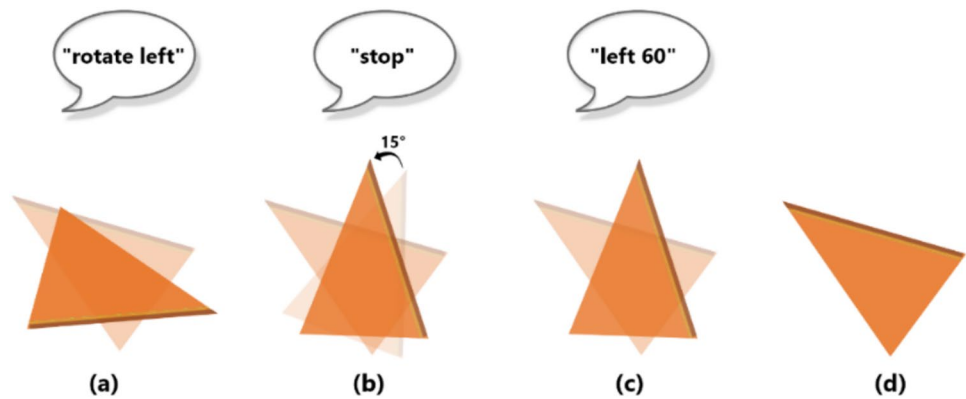 "rotate left"
"stop"
"left 60"
15°
(a)
(b)
(c)
(d)